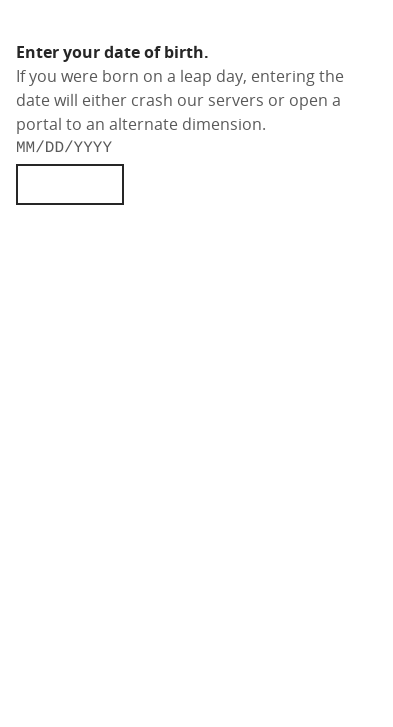 Enter your date of birth.
If you were born on a leap day, entering the
date will either crash our servers or open a
portal to an alternate dimension.
MM/DD/YYYY